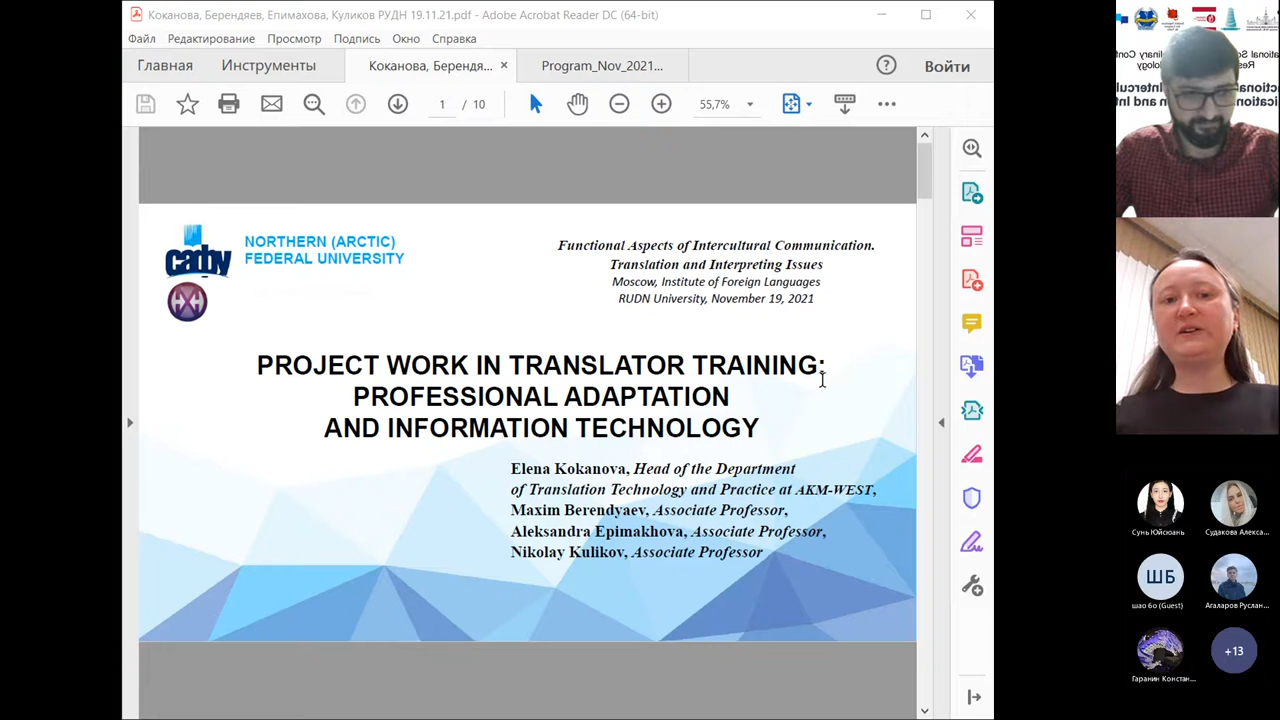 Коканова, Берендяев, Епимахова, Куликов РУДН 19.11.21.pdf - Adobe Acrobat Reader DC (64-bit)
Файл Редактирование Просмотр Подпись Окно Справка
Главная Инструменты Коканова, Берендя... × Program_Nov_2021... Войти
1 / 10 55,7%
NORTHERN (ARCTIC)
FEDERAL UNIVERSITY
сафу
Functional Aspects of Intercultural Communication.
Translation and Interpreting Issues
Moscow, Institute of Foreign Languages
RUDN University, November 19, 2021
PROJECT WORK IN TRANSLATOR TRAINING:
PROFESSIONAL ADAPTATION
AND INFORMATION TECHNOLOGY
Elena Kokanova, Head of the Department
of Translation Technology and Practice at AKM-WEST,
Maxim Berendyaev, Associate Professor,
Aleksandra Epimakhova, Associate Professor,
Nikolay Kulikov, Associate Professor
Сунь Юйсюань Судакова Алекса...
ШБ
шао бо (Guest) Агаларов Руслан...
+13
Гаранин Констан...